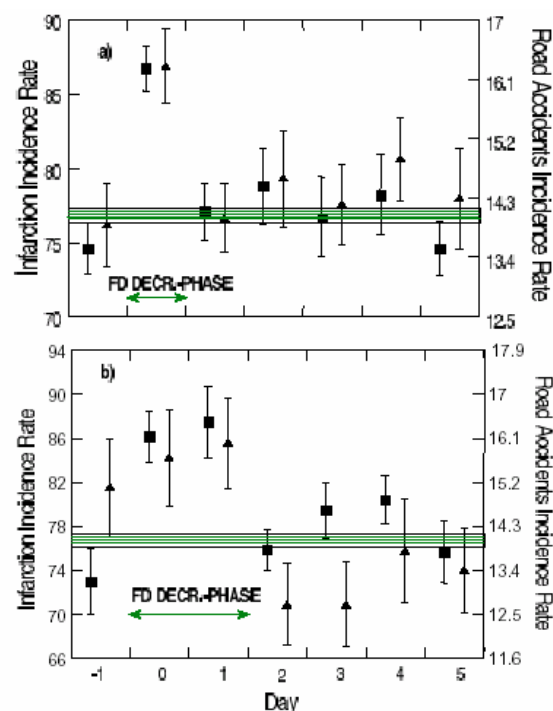 a)
90
85
80
75
70
Infarction Incidence Rate
17
16.1
15.2
14.3
13.4
12.5
Road Accidents Incidence Rate
FD DECR.-PHASE
b)
94
90
86
82
78
74
70
66
Infarction Incidence Rate
17.9
17
16.1
15.2
14.3
13.4
12.5
11.6
Road Accidents Incidence Rate
FD DECR.-PHASE
-1 0 1 2 3 4 5
Day